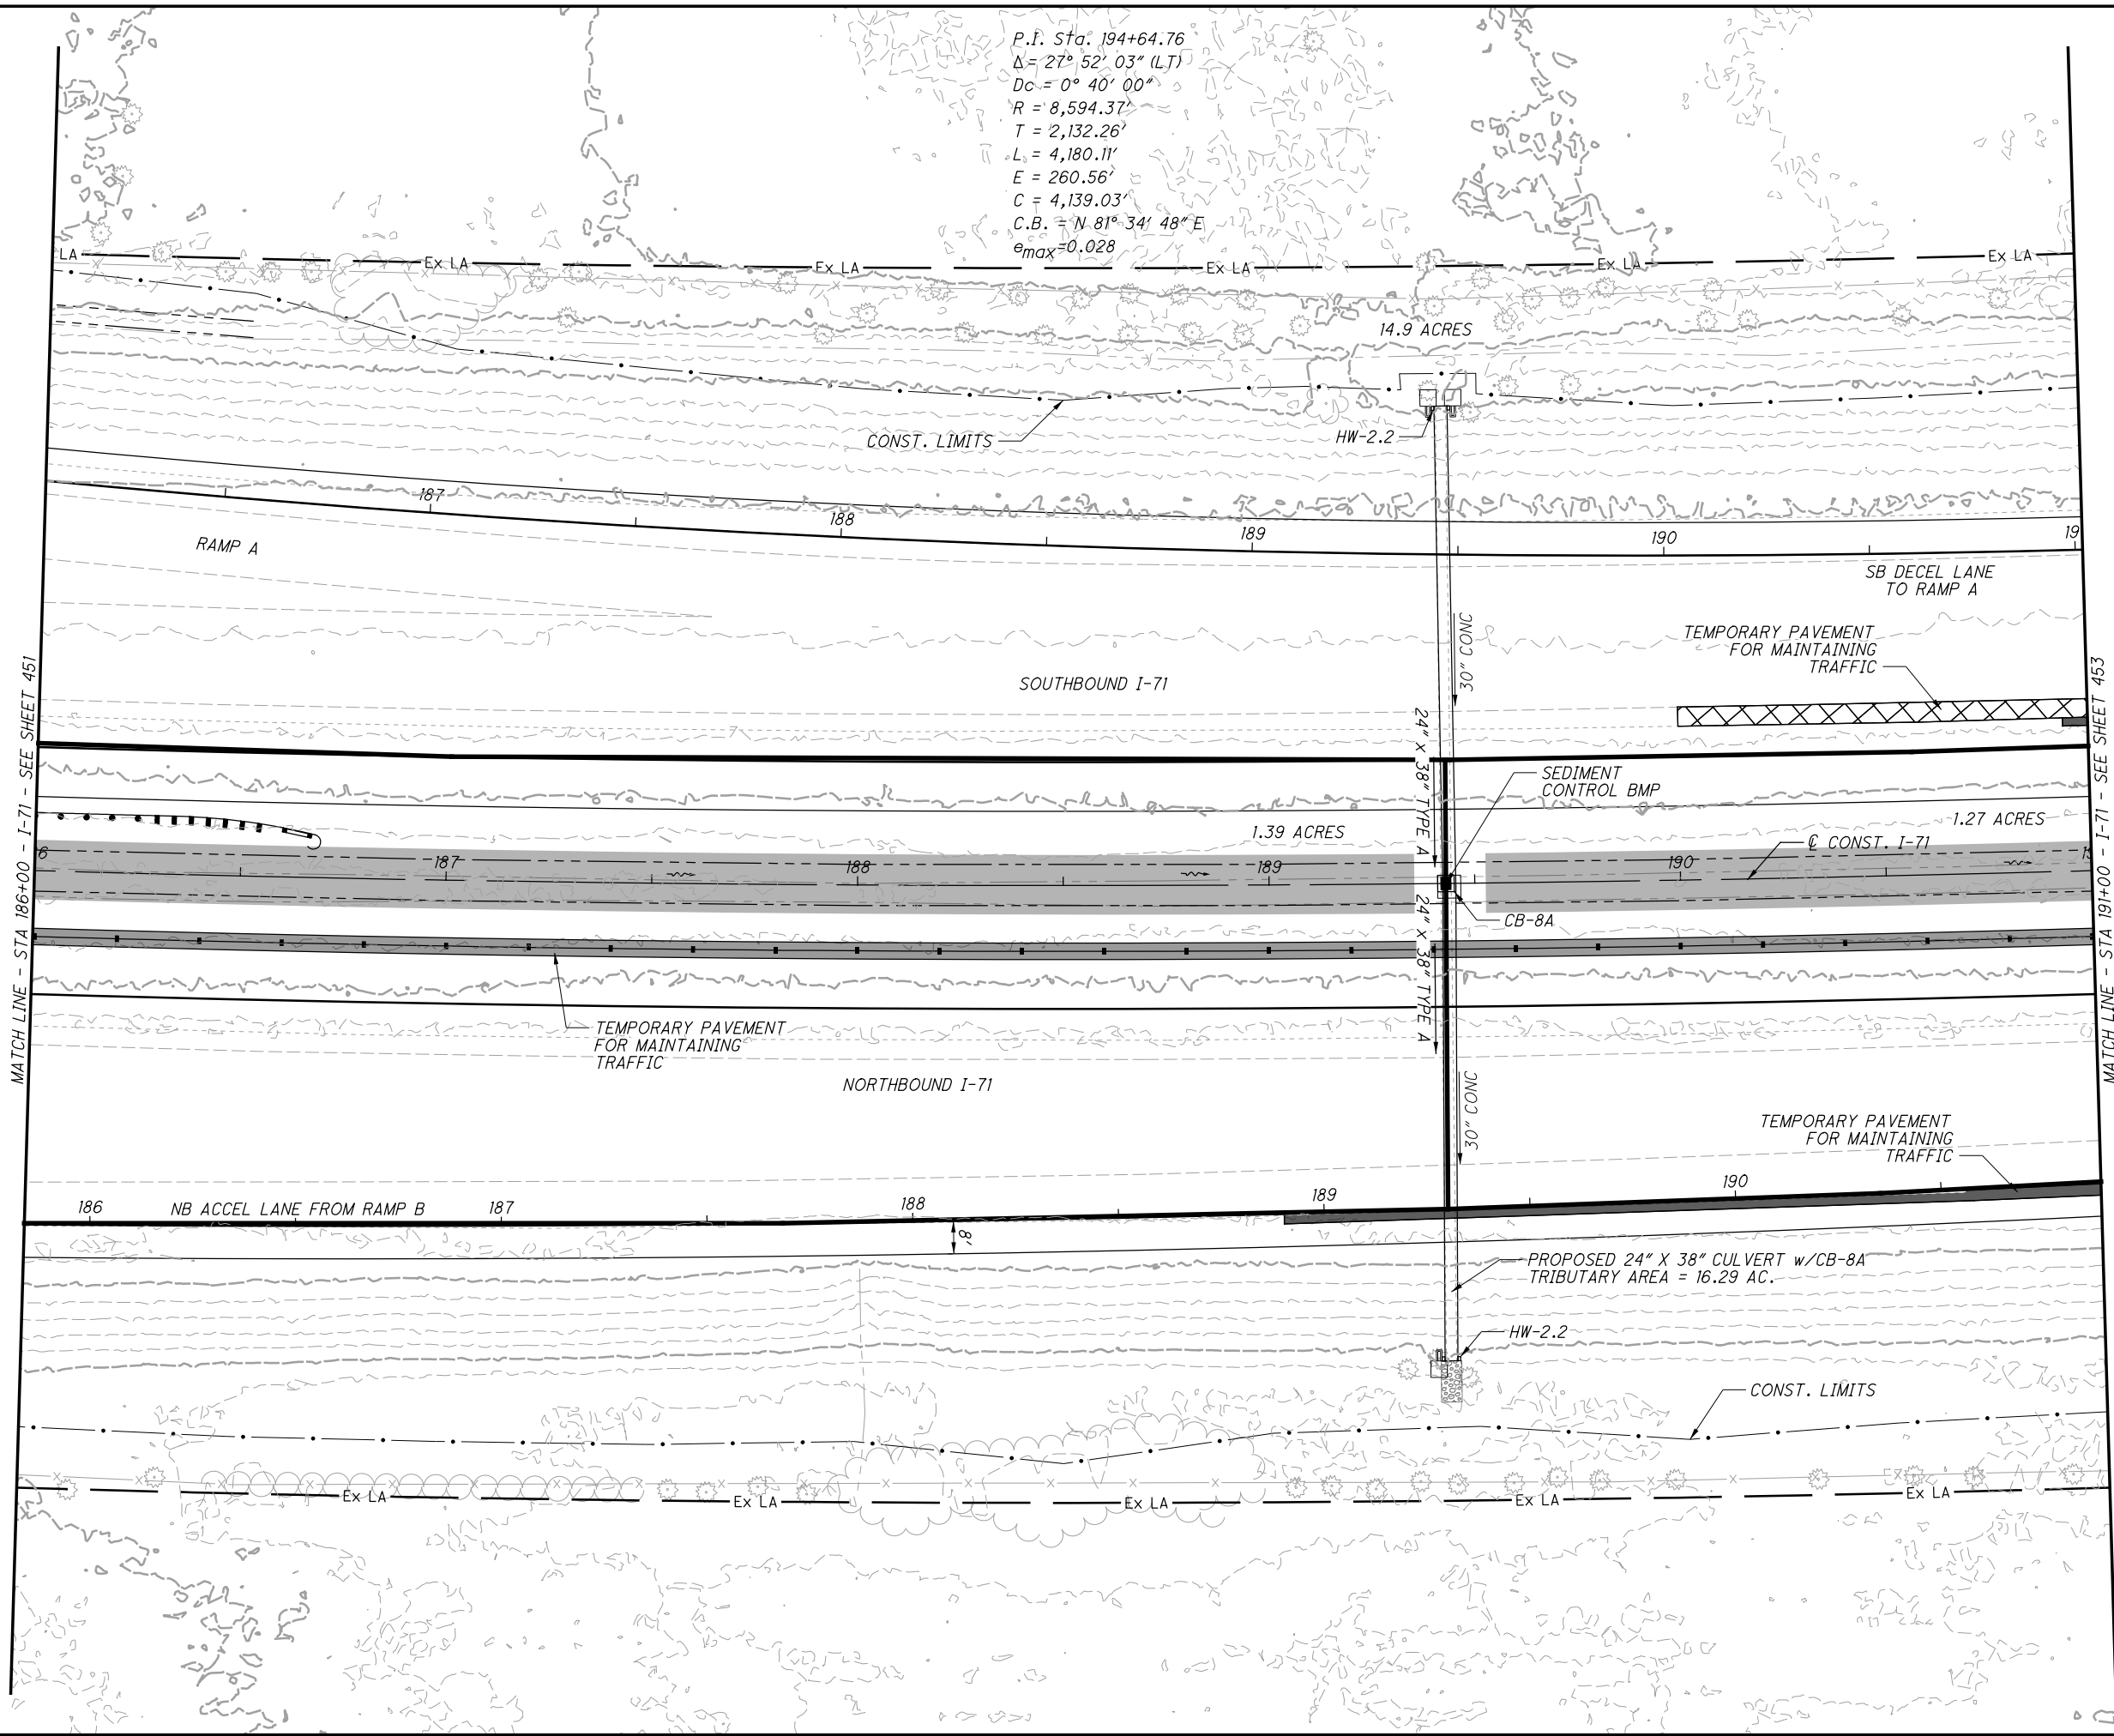 P.I. Sta. 194+64.76
Δ = 27° 52' 03" (LT)
Dc = 0° 40' 00"
R = 8,594.37'
T = 2,132.26'
L = 4,180.11'
E = 260.56'
C = 4,139.03'
C.B. = N 81° 34' 48" E
emax=0.028
LA
Ex LA
Ex LA
Ex LA
Ex LA
Ex LA
14.9 ACRES
CONST. LIMITS
HW-2.2
187
188
189
190
19
RAMP A
SB DECEL LANE
TO RAMP A
30" CONC
TEMPORARY PAVEMENT
FOR MAINTAINING
TRAFFIC
SOUTHBOUND I-71
MATCH LINE - STA 186+00 - I-71 - SEE SHEET 451
MATCH LINE - STA 191+00 - I-71 - SEE SHEET 453
24" X 38" TYPE A
SEDIMENT
CONTROL BMP
1.39 ACRES
1.27 ACRES
℄ CONST. I-71
6
187
188
189
190
19
CB-8A
24" X 38" TYPE A
TEMPORARY PAVEMENT
FOR MAINTAINING
TRAFFIC
NORTHBOUND I-71
30" CONC
TEMPORARY PAVEMENT
FOR MAINTAINING
TRAFFIC
186
NB ACCEL LANE FROM RAMP B
187
188
189
190
8'
PROPOSED 24" X 38" CULVERT w/CB-8A
TRIBUTARY AREA = 16.29 AC.
HW-2.2
CONST. LIMITS
Ex LA
Ex LA
Ex LA
Ex LA
Ex LA